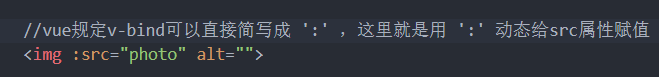 //vue规定v-bind可以直接简写成 ':' ，这里就是用 ':' 动态给src属性赋值
<img :src="photo" alt="">